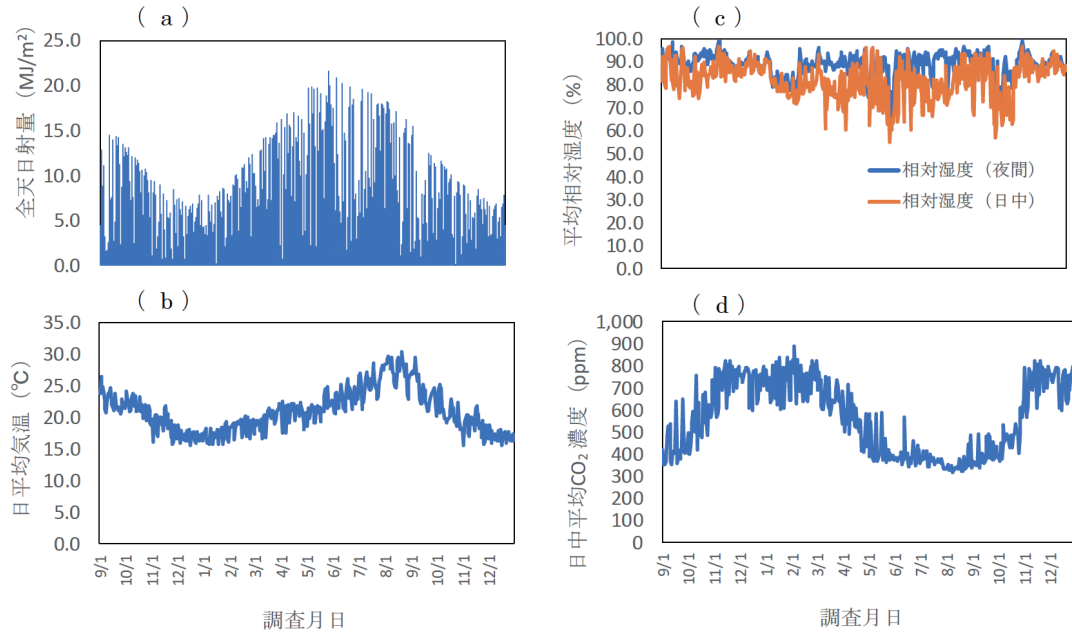 ( a )
全天日射量 (MJ/m²)
25.0
20.0
15.0
10.0
5.0
0.0
( b )
日平均気温 (℃)
35.0
30.0
25.0
20.0
15.0
10.0
5.0
0.0
9/1 10/1 11/1 12/1 1/1 2/1 3/1 4/1 5/1 6/1 7/1 8/1 9/1 10/1 11/1 12/1
調査月日
( c )
平均相対湿度 (%)
100.0
90.0
80.0
70.0
60.0
50.0
40.0
30.0
20.0
10.0
0.0
相対湿度（夜間）
相対湿度（日中）
( d )
日中平均CO₂ 濃度 (ppm)
1,000
900
800
700
600
500
400
300
200
100
0
9/1 10/1 11/1 12/1 1/1 2/1 3/1 4/1 5/1 6/1 7/1 8/1 9/1 10/1 11/1 12/1
調査月日